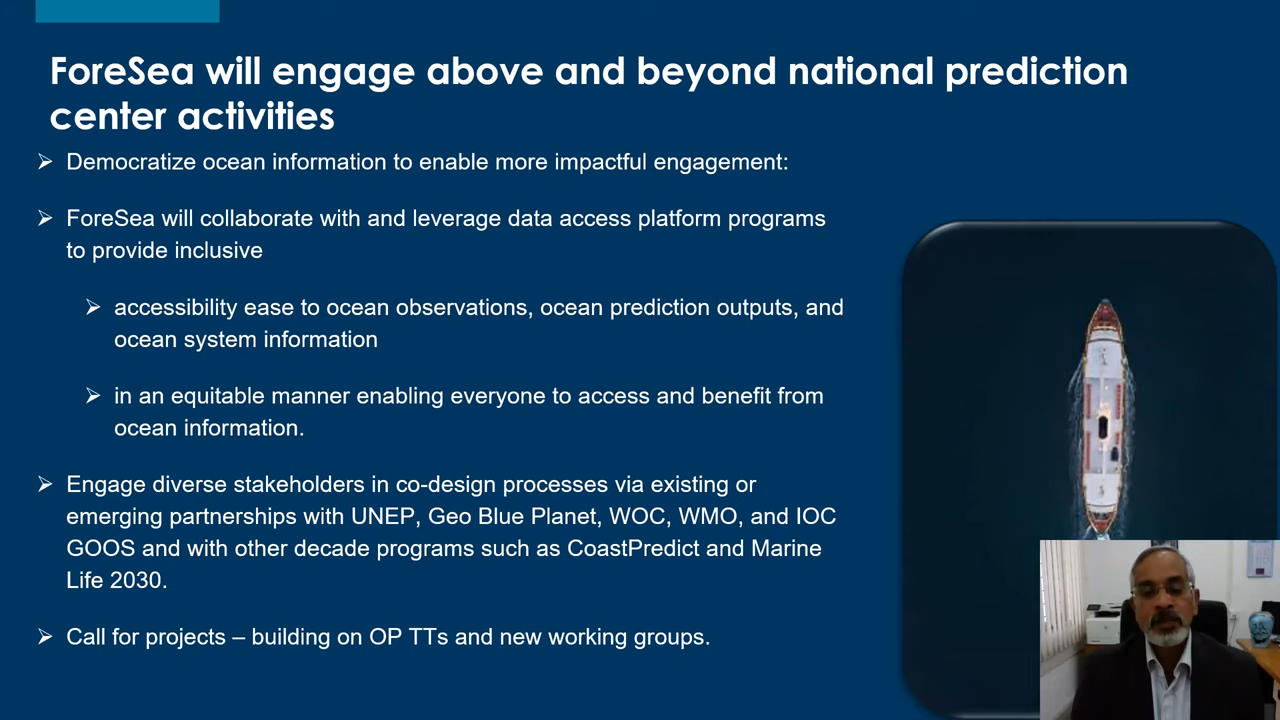 ForeSea will engage above and beyond national prediction
center activities
➢ Democratize ocean information to enable more impactful engagement:
➢ ForeSea will collaborate with and leverage data access platform programs
to provide inclusive
➢ accessibility ease to ocean observations, ocean prediction outputs, and
ocean system information
➢ in an equitable manner enabling everyone to access and benefit from
ocean information.
➢ Engage diverse stakeholders in co-design processes via existing or
emerging partnerships with UNEP, Geo Blue Planet, WOC, WMO, and IOC
GOOS and with other decade programs such as CoastPredict and Marine
Life 2030.
➢ Call for projects – building on OP TTs and new working groups.